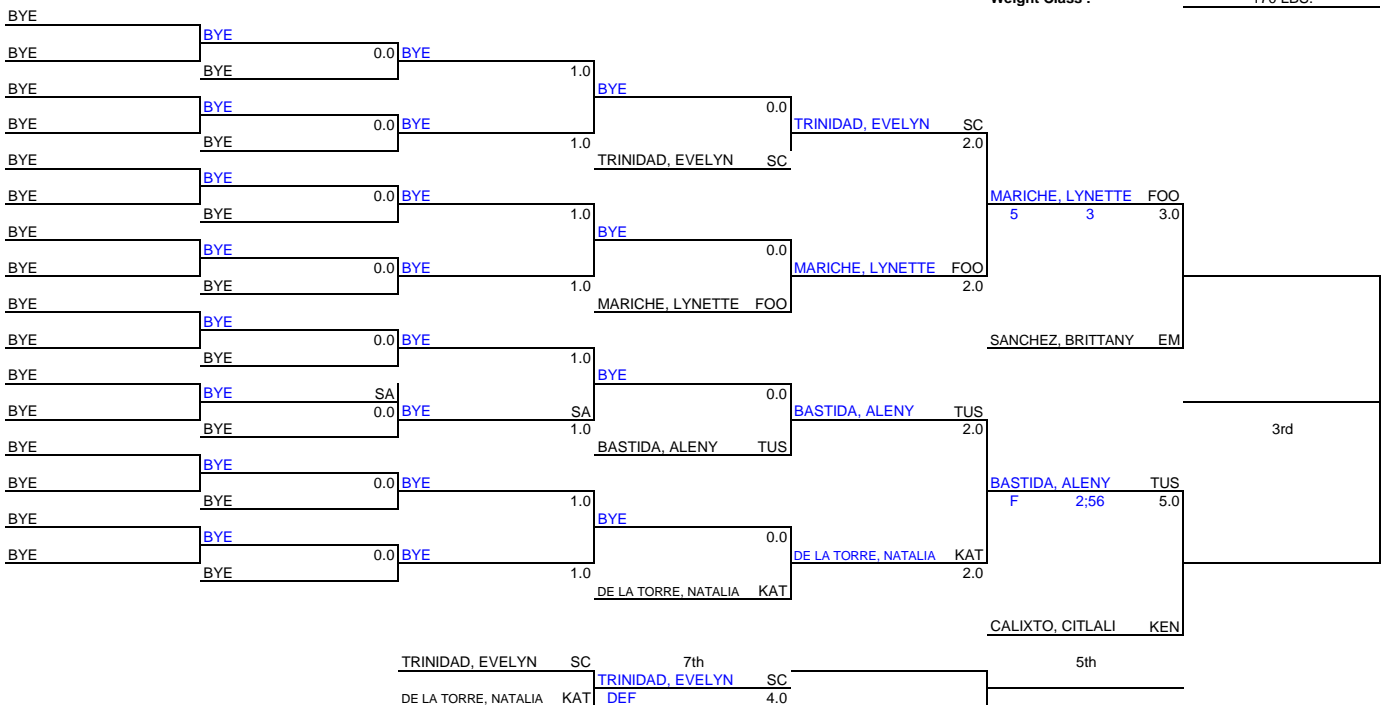 Weight Class :
BYE
BYE
BYE 0.0 BYE
BYE 1.0
BYE BYE
BYE 0.0
BYE 0.0 BYE TRINIDAD, EVELYN SC
BYE 1.0 2.0
BYE TRINIDAD, EVELYN SC
BYE
BYE 0.0 BYE MARICHE, LYNETTE FOO
BYE 1.0 5 3 3.0
BYE BYE
BYE 0.0
BYE 0.0 BYE MARICHE, LYNETTE FOO
BYE 1.0 2.0
BYE MARICHE, LYNETTE FOO
BYE
BYE 0.0 BYE SANCHEZ, BRITTANY EM
BYE 1.0
BYE BYE
BYE SA 0.0
BYE 0.0 BYE SA BASTIDA, ALENY TUS
BYE 1.0 2.0 3rd
BYE BASTIDA, ALENY TUS
BYE
BYE 0.0 BYE BASTIDA, ALENY TUS
BYE 1.0 F 2;56 5.0
BYE BYE
BYE 0.0
BYE 0.0 BYE DE LA TORRE, NATALIA KAT
BYE 1.0 2.0
DE LA TORRE, NATALIA KAT
CALIXTO, CITLALI KEN
TRINIDAD, EVELYN SC 7th 5th
TRINIDAD, EVELYN SC
DE LA TORRE, NATALIA KAT DEF 4.0